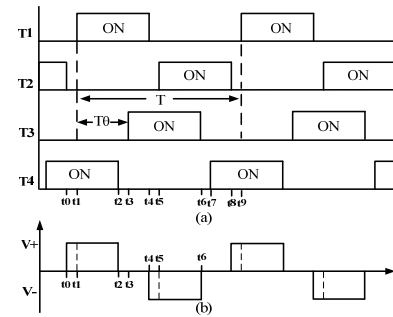 T1 ON ON
T2 ON ON
T
Tθ
T3 ON ON
T4 ON ON
t0 t1 t2 t3 t4 t5 t6 t7 t8 t9
(a)
V+
t4 t5 t6
t0 t1 t2 t3
V-
(b)